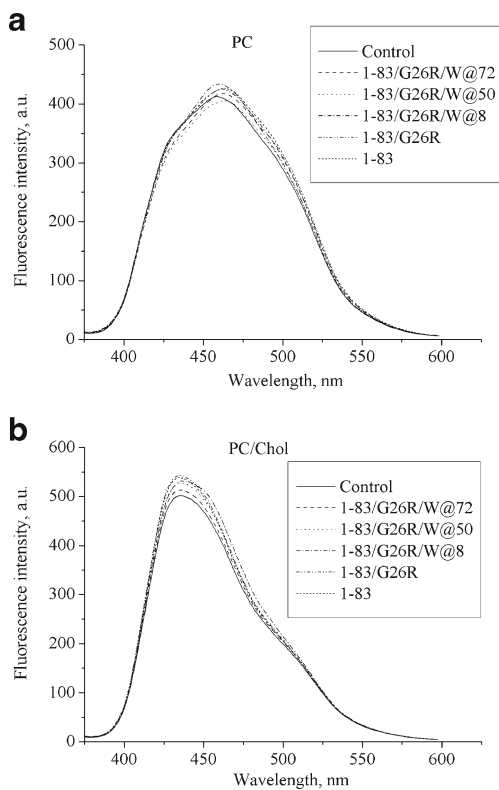 a
PC
500
400
300
200
100
0
Fluorescence intensity, a.u.
Control
1-83/G26R/W@72
1-83/G26R/W@50
1-83/G26R/W@8
1-83/G26R
1-83
400 450 500 550 600
Wavelength, nm
b
PC/Chol
600
500
400
300
200
100
0
Fluorescence intensity, a.u.
Control
1-83/G26R/W@72
1-83/G26R/W@50
1-83/G26R/W@8
1-83/G26R
1-83
400 450 500 550 600
Wavelength, nm